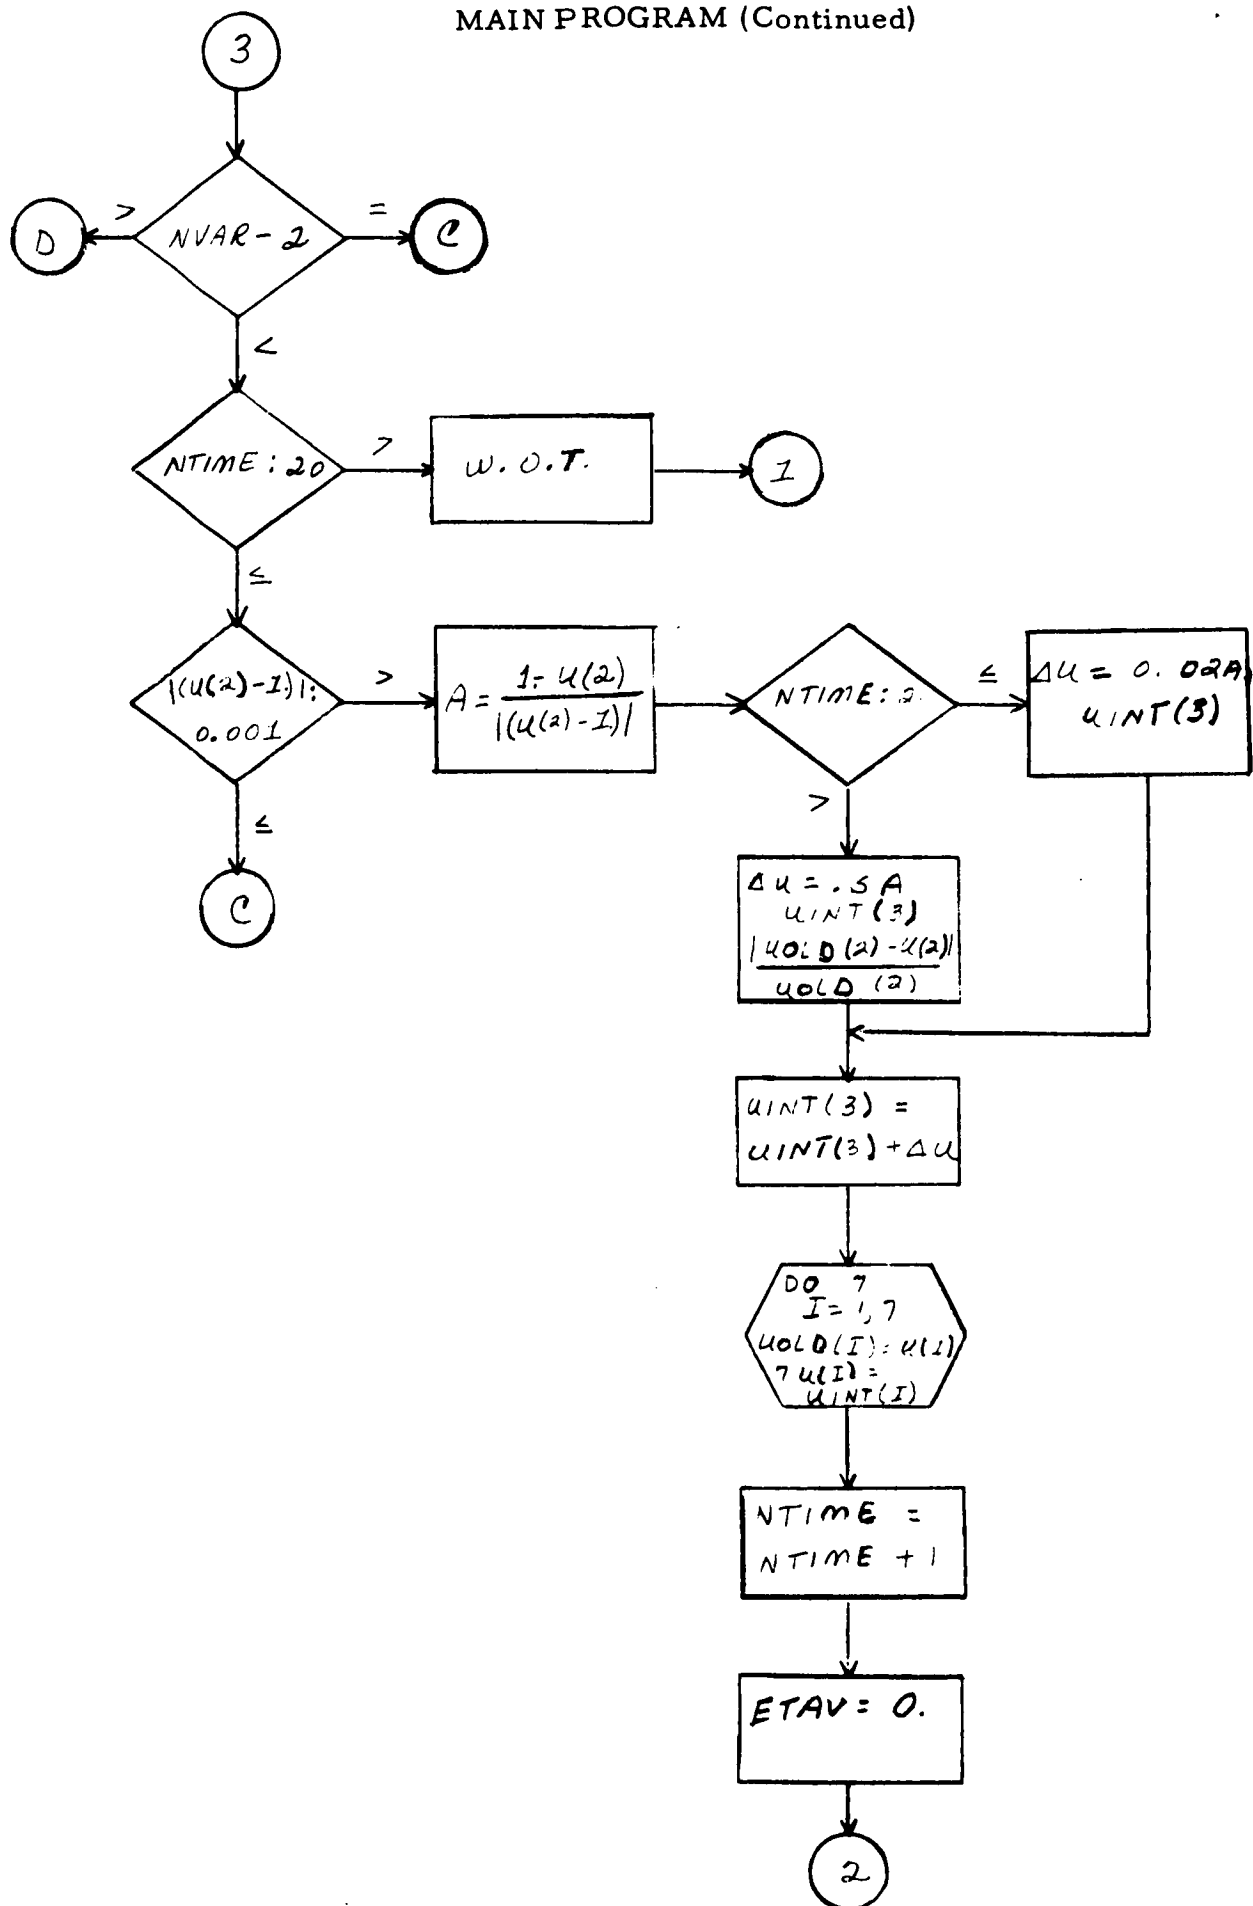 MAIN PROGRAM (Continued)
3
>
=
D
NVAR - 2
C
<
NTIME : 20
>
W.O.T.
1
≤
|(U(2)-1.)|:
0.001
>
A = 1.- U(2)
|(U(2)-1)|
NTIME : 2
≤
ΔU = 0.02A
UINT(3)
≤
>
C
ΔU = .5 A
UINT(3)
|UOLD(2)-U(2)|
UOLD (2)
UINT(3) =
UINT(3) + ΔU
DO 7
I = 1, 7
UOLD(I) = U(I)
7 U(I) =
UINT(I)
NTIME =
NTIME + 1
ETAV = 0.
2